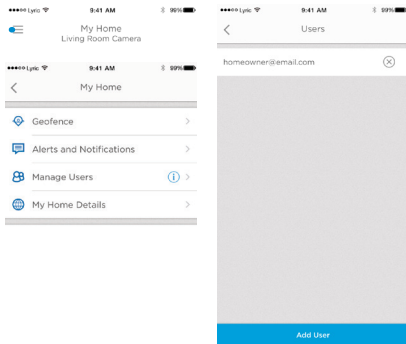 Lyric 9:41 AM 99%
My Home
Living Room Camera
Lyric 9:41 AM 99%
My Home
Geofence
Alerts and Notifications
Manage Users
My Home Details
Lyric 9:41 AM 99%
Users
homeowner@email.com
Add User